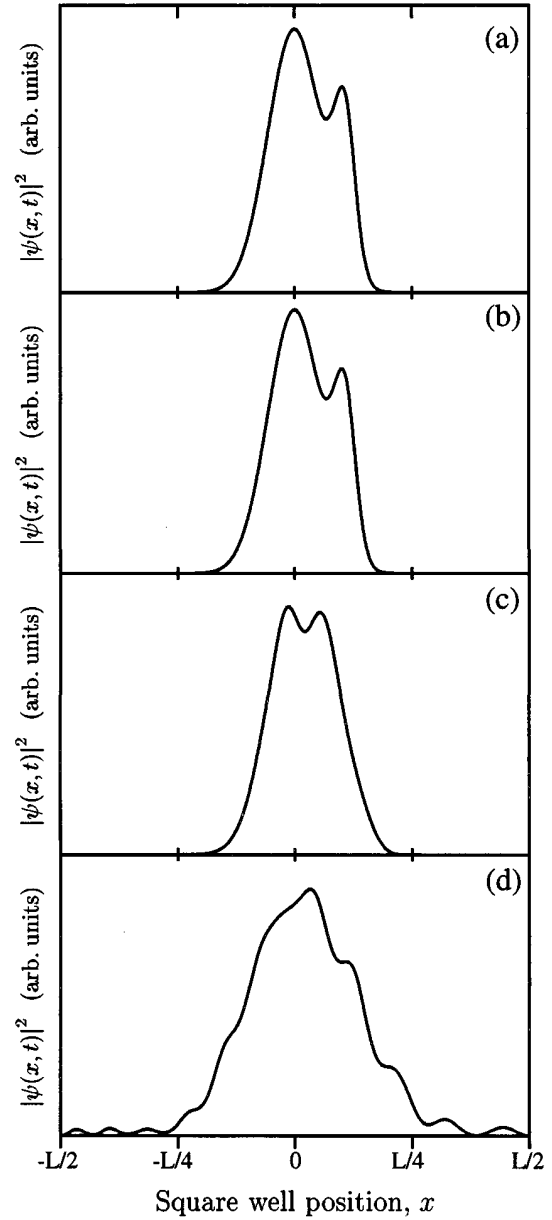 (a)
|ψ(x, t)|² (arb. units)
(b)
|ψ(x, t)|² (arb. units)
(c)
|ψ(x, t)|² (arb. units)
(d)
|ψ(x, t)|² (arb. units)
-L/2 -L/4 0 L/4 L/2
Square well position, x